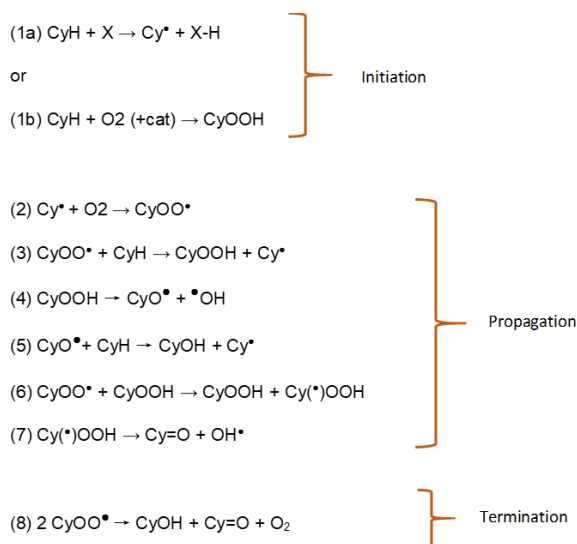 (1a) CyH + X → Cy• + X-H
or
Initiation
(1b) CyH + O2 (+cat) → CyOOH
(2) Cy• + O2 → CyOO•
(3) CyOO• + CyH → CyOOH + Cy•
(4) CyOOH → CyO• + •OH
Propagation
(5) CyO•+ CyH → CyOH + Cy•
(6) CyOO• + CyOOH → CyOOH + Cy(•)OOH
(7) Cy(•)OOH → Cy=O + OH•
Termination
(8) 2 CyOO• → CyOH + Cy=O + O₂